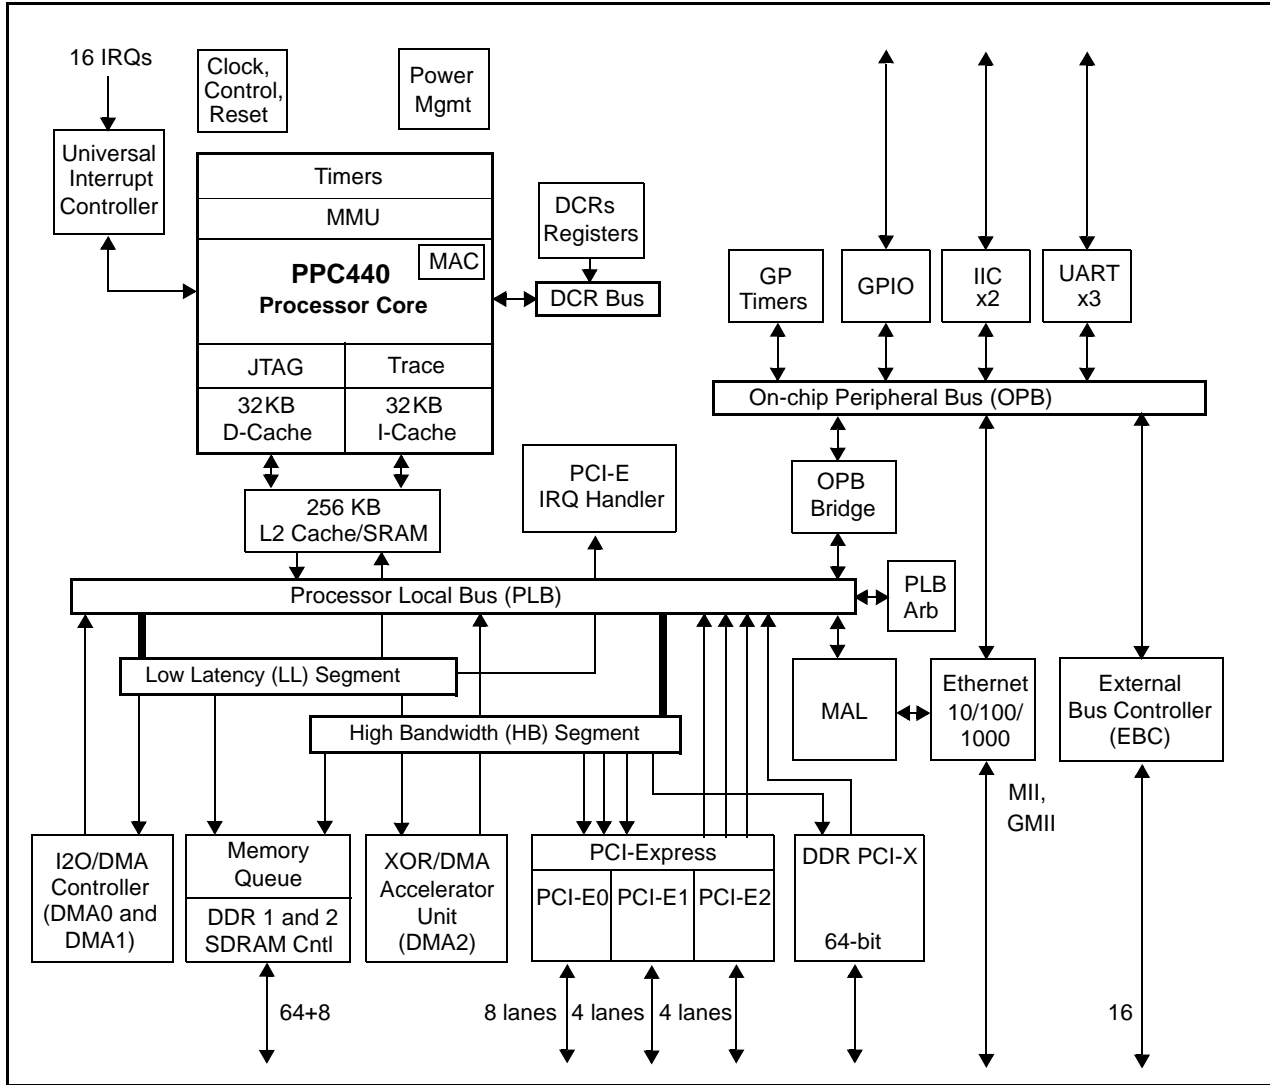 16 IRQs
Clock,
Control,
Reset
Power
Mgmt
Universal
Interrupt
Controller
Timers
MMU
MAC
PPC440
Processor Core
JTAG
Trace
32KB
D-Cache
32KB
I-Cache
DCRs
Registers
DCR Bus
GP
Timers
GPIO
IIC
x2
UART
x3
On-chip Peripheral Bus (OPB)
256 KB
L2 Cache/SRAM
PCI-E
IRQ Handler
OPB
Bridge
Processor Local Bus (PLB)
PLB
Arb
Low Latency (LL) Segment
High Bandwidth (HB) Segment
MAL
Ethernet
10/100/
1000
External
Bus Controller
(EBC)
MII,
GMII
I2O/DMA
Controller
(DMA0 and
DMA1)
Memory
Queue
DDR 1 and 2
SDRAM Cntl
XOR/DMA
Accelerator
Unit
(DMA2)
PCI-Express
PCI-E0
PCI-E1
PCI-E2
DDR PCI-X
64-bit
64+8
8 lanes
4 lanes
4 lanes
16